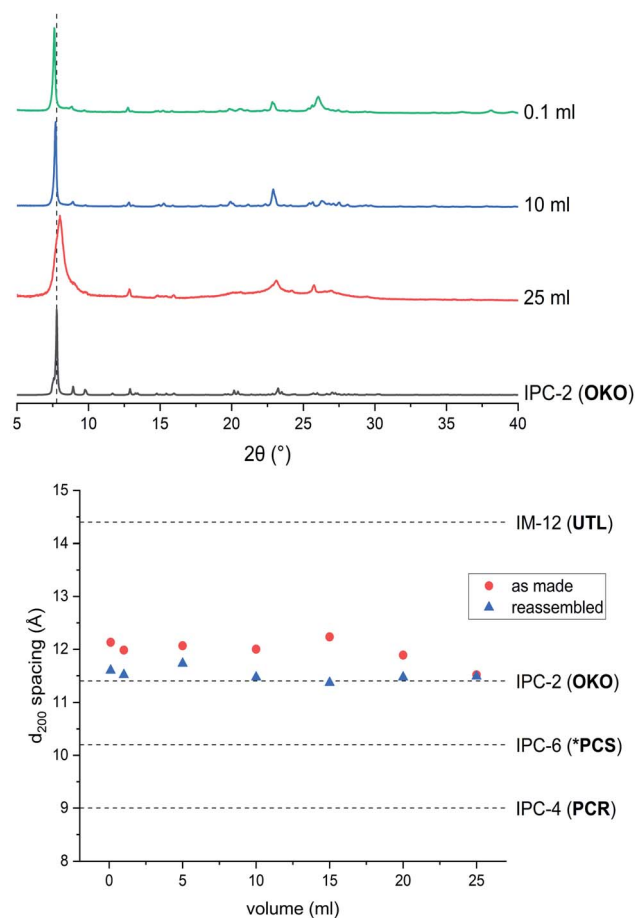 0.1 ml
10 ml
25 ml
IPC-2 (OKO)
5 10 15 20 25 30 35 40
2θ (°)
15
14
13
12
11
10
9
8
d200 spacing (Å)
IM-12 (UTL)
as made
reassembled
IPC-2 (OKO)
IPC-6 (*PCS)
IPC-4 (PCR)
0 5 10 15 20 25
volume (ml)